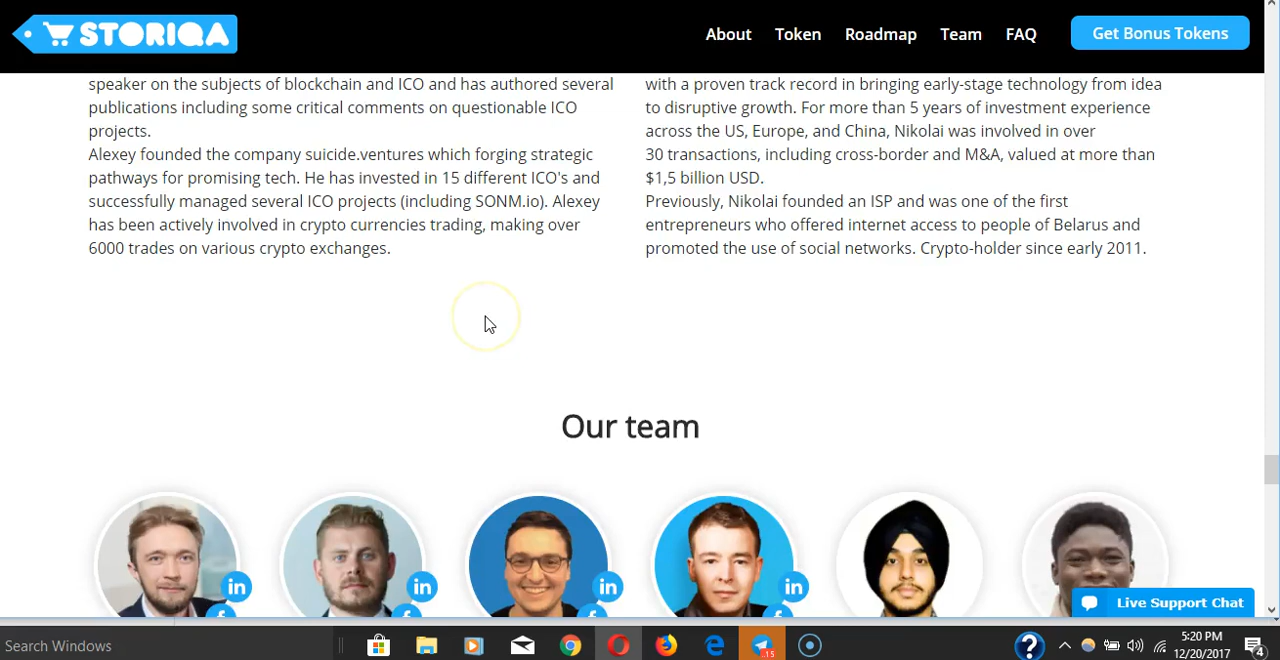 STORIQA
About
Token
Roadmap
Team
FAQ
Get Bonus Tokens
speaker on the subjects of blockchain and ICO and has authored several
publications including some critical comments on questionable ICO
projects.
Alexey founded the company suicide.ventures which forging strategic
pathways for promising tech. He has invested in 15 different ICO's and
successfully managed several ICO projects (including SONM.io). Alexey
has been actively involved in crypto currencies trading, making over
6000 trades on various crypto exchanges.
with a proven track record in bringing early-stage technology from idea
to disruptive growth. For more than 5 years of investment experience
across the US, Europe, and China, Nikolai was involved in over
30 transactions, including cross-border and M&A, valued at more than
$1,5 billion USD.
Previously, Nikolai founded an ISP and was one of the first
entrepreneurs who offered internet access to people of Belarus and
promoted the use of social networks. Crypto-holder since early 2011.
Our team
in
in
in
in
Live Support Chat
Search Windows
..15
5:20 PM
12/20/2017
4